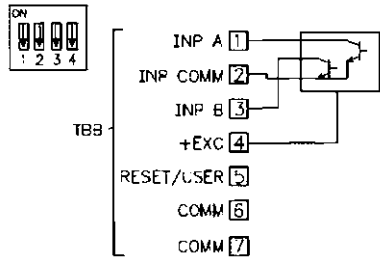 ON
1 2 3 4
INP A 1
INP COMM 2
INP B 3
+EXC 4
RESET/USER 5
COMM 6
COMM 7
TBB